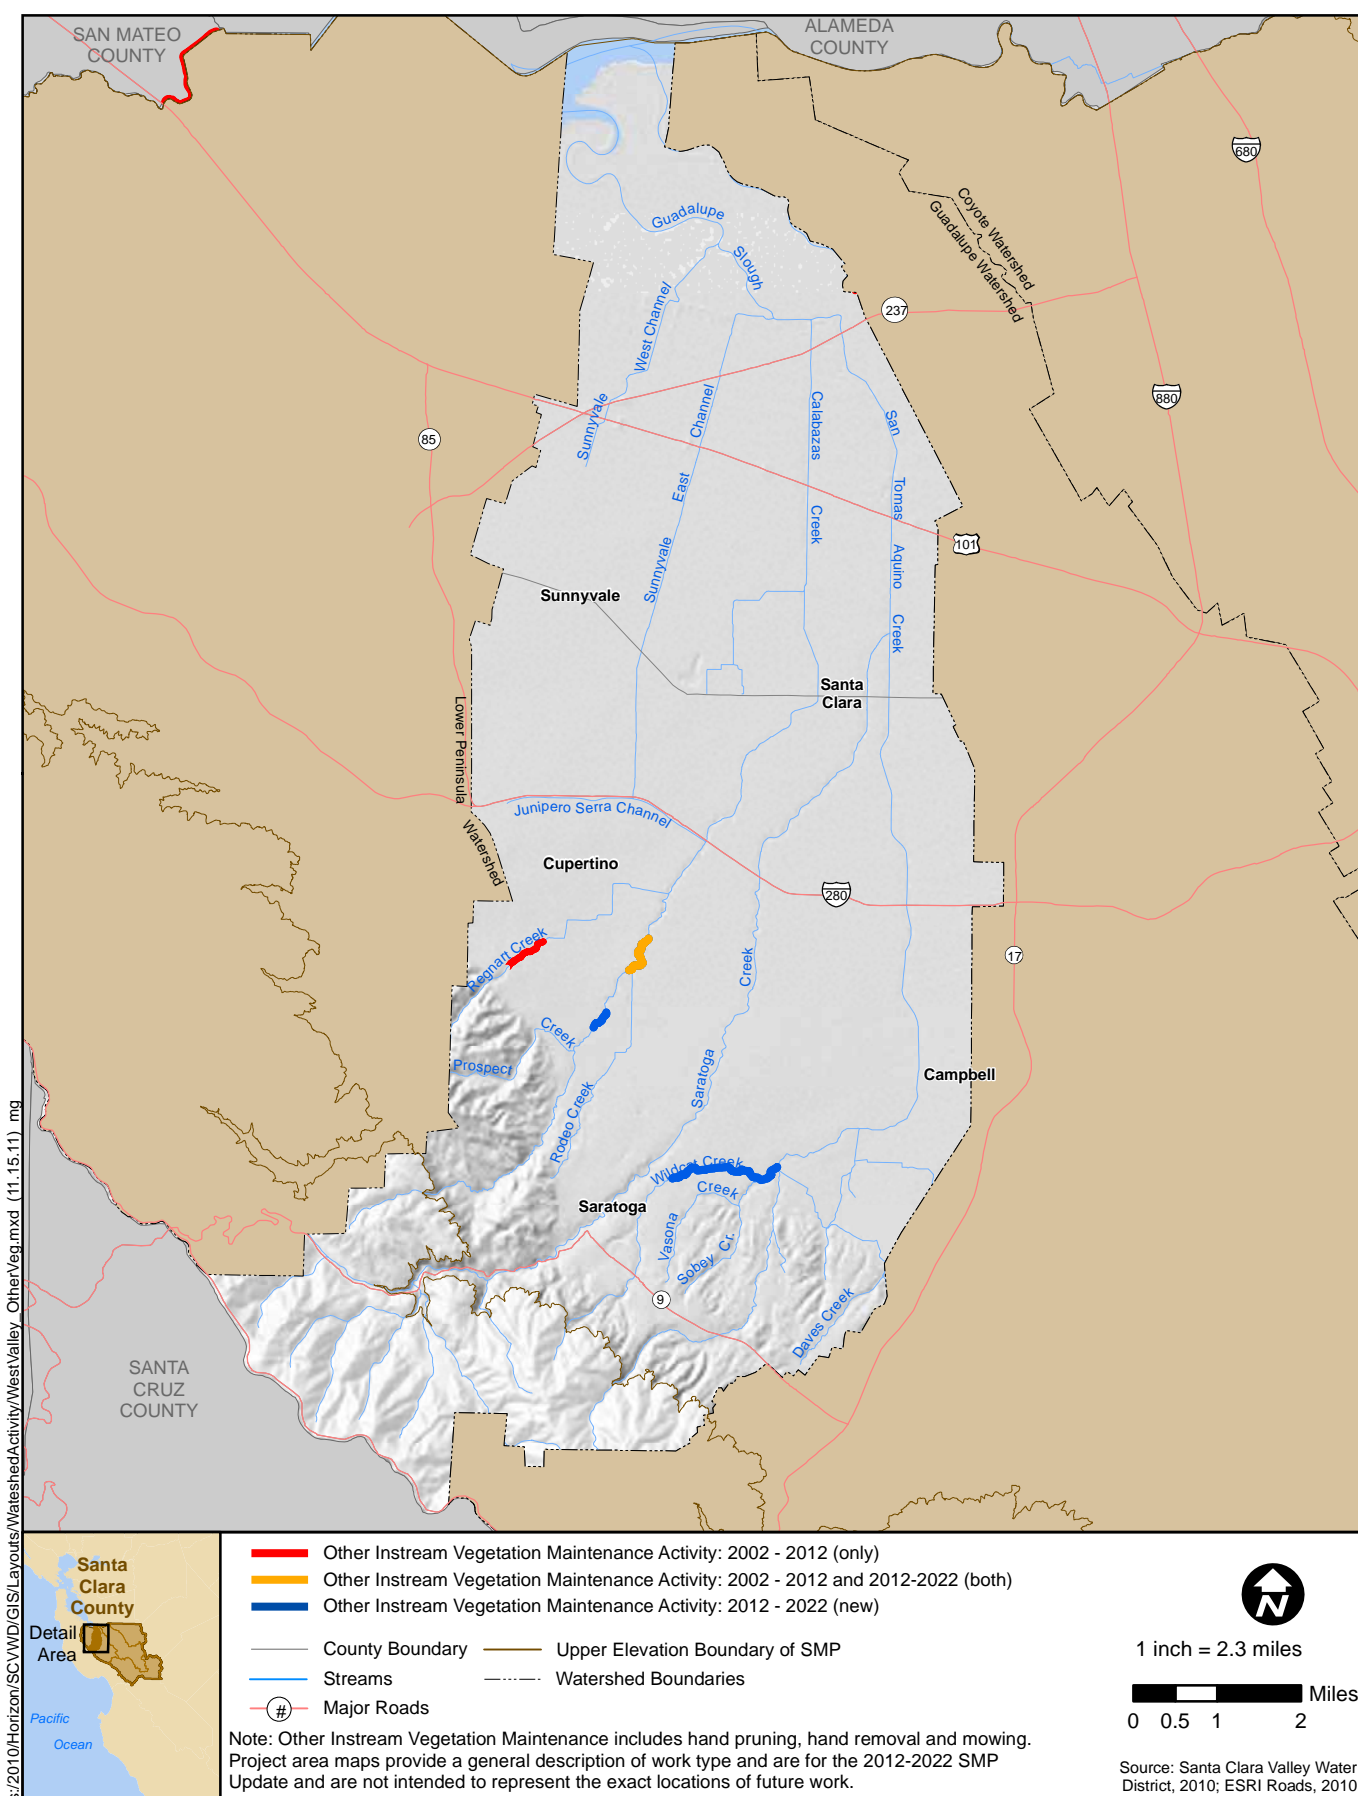 SAN MATEO
COUNTY
ALAMEDA
COUNTY
680
Coyote Watershed
Guadalupe Watershed
Guadalupe
Slough
237
West Channel
Sunnyvale
Channel
East
Sunnyvale
Calabazas
Creek
San
Tomas
Aquino
Creek
880
85
101
Sunnyvale
Santa
Clara
Lower Peninsula
Watershed
Junipero Serra Channel
Cupertino
280
Regnart Creek
17
Creek
Prospect
Creek
Saratoga
Rodeo Creek
Campbell
Wildcat Creek
Creek
Vasona
Saratoga
Sobey Cr.
9
Daves Creek
SANTA
CRUZ
COUNTY
s:/2010/Horizon/SCVWD/GIS/Layouts/WateshedActivity/WestValley_OtherVeg.mxd (11.15.11) mg
Santa
Clara
County
Detail
Area
Pacific
Ocean
Other Instream Vegetation Maintenance Activity: 2002 - 2012 (only)
Other Instream Vegetation Maintenance Activity: 2002 - 2012 and 2012-2022 (both)
Other Instream Vegetation Maintenance Activity: 2012 - 2022 (new)
County Boundary
Upper Elevation Boundary of SMP
Streams
Watershed Boundaries
# Major Roads
Note: Other Instream Vegetation Maintenance includes hand pruning, hand removal and mowing.
Project area maps provide a general description of work type and are for the 2012-2022 SMP
Update and are not intended to represent the exact locations of future work.
N
1 inch = 2.3 miles
Miles
0 0.5 1 2
Source: Santa Clara Valley Water
District, 2010; ESRI Roads, 2010